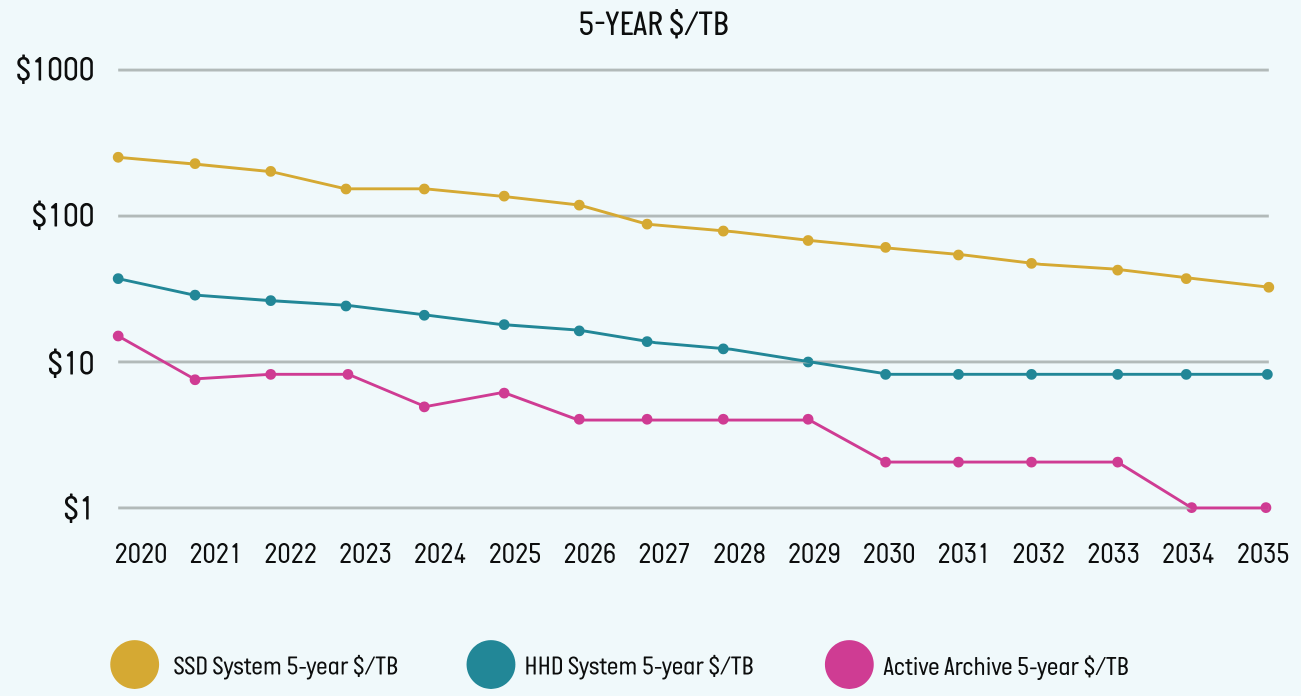 5-YEAR $/TB
$1000
$100
$10
$1
2020 2021 2022 2023 2024 2025 2026 2027 2028 2029 2030 2031 2032 2033 2034 2035
SSD System 5-year $/TB HHD System 5-year $/TB Active Archive 5-year $/TB